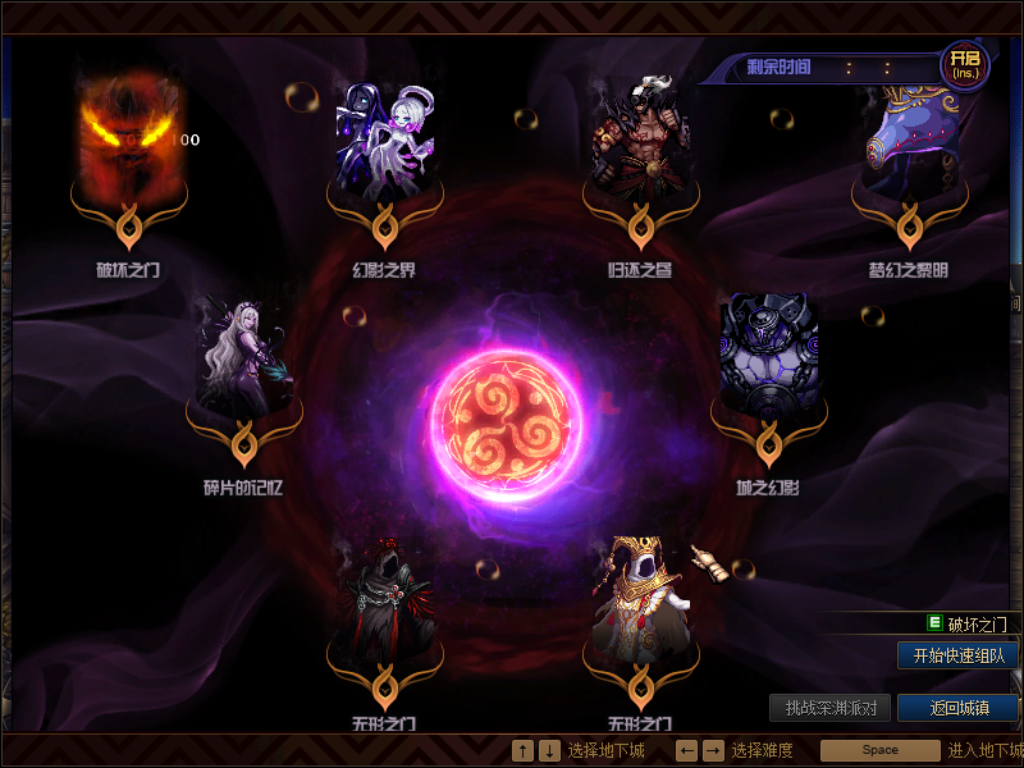 剩余时间 : : 开启
(Ins.)
100
破坏之门
幻影之界
归还之昼
梦幻之黎明
碎片的记忆
城之幻影
无形之门
无形之门
E 破坏之门
开始快速组队
挑战深渊派对
返回城镇
↑ ↓ 选择地下城 ← → 选择难度 Space 进入地下城
间